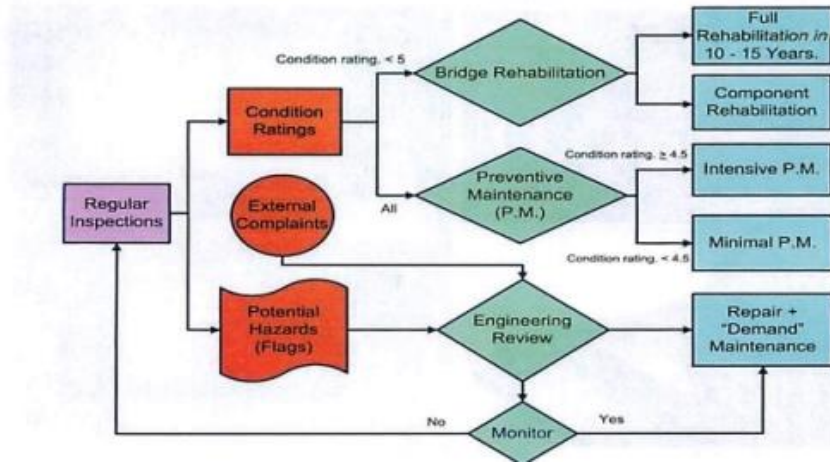 Full
Rehabilitation in
10 - 15 Years.
Condition rating. < 5
Bridge Rehabilitation
Component
Rehabilitation
Condition
Ratings
Condition rating. ≥ 4.5
Preventive
Maintenance
(P.M.)
Intensive P.M.
All
Regular
Inspections
External
Complaints
Minimal P.M.
Condition rating. < 4.5
Potential
Hazards
(Flags)
Engineering
Review
Repair +
"Demand"
Maintenance
No
Yes
Monitor